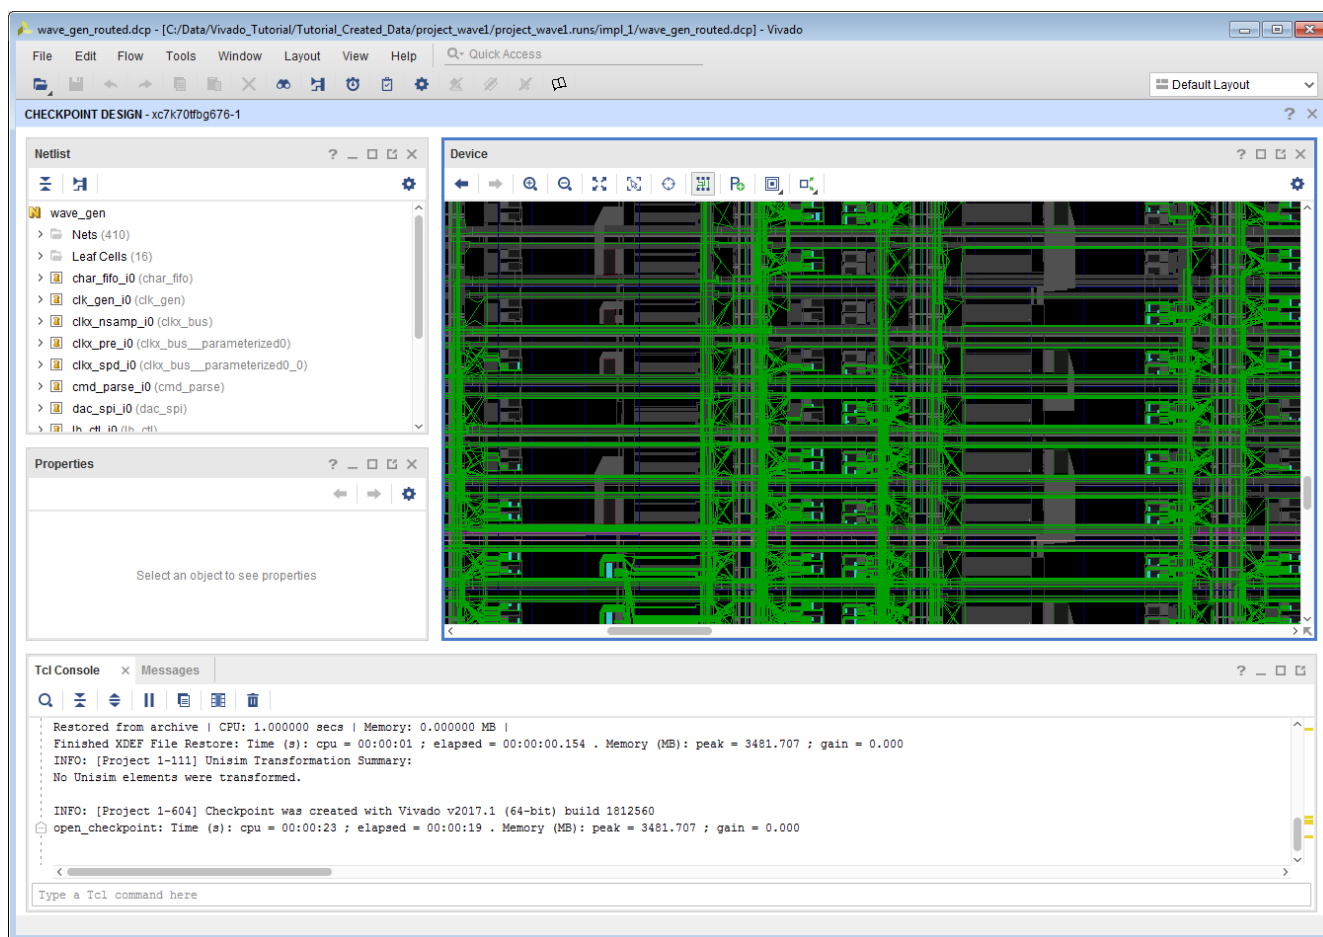 wave_gen_routed.dcp - [C:/Data/Vivado_Tutorial/Tutorial_Created_Data/project_wave1/project_wave1.runs/impl_1/wave_gen_routed.dcp] - Vivado
File Edit Flow Tools Window Layout View Help Quick Access
Default Layout
CHECKPOINT DESIGN - xc7k70tfbg676-1
Netlist
wave_gen
Nets (410)
Leaf Cells (16)
char_fifo_i0 (char_fifo)
clk_gen_i0 (clk_gen)
clkx_nsamp_i0 (clkx_bus)
clkx_pre_i0 (clkx_bus__parameterized0)
clkx_spd_i0 (clkx_bus__parameterized0_0)
cmd_parse_i0 (cmd_parse)
dac_spi_i0 (dac_spi)
lb_ctl_i0 (lb_ctl)
Properties
Select an object to see properties
Device
Tcl Console Messages
Restored from archive | CPU: 1.000000 secs | Memory: 0.000000 MB |
Finished XDEF File Restore: Time (s): cpu = 00:00:01 ; elapsed = 00:00:00.154 . Memory (MB): peak = 3481.707 ; gain = 0.000
INFO: [Project 1-111] Unisim Transformation Summary:
No Unisim elements were transformed.
INFO: [Project 1-604] Checkpoint was created with Vivado v2017.1 (64-bit) build 1812560
open_checkpoint: Time (s): cpu = 00:00:23 ; elapsed = 00:00:19 . Memory (MB): peak = 3481.707 ; gain = 0.000
Type a Tcl command here